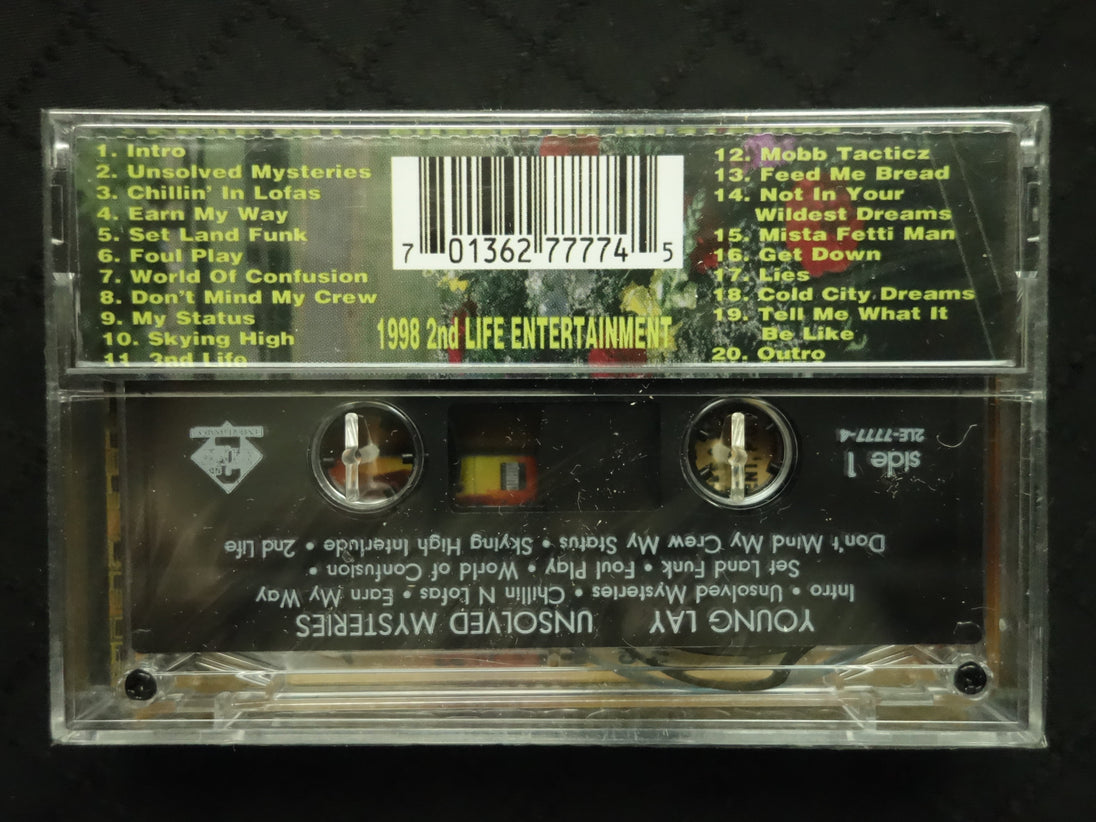 1. Intro
2. Unsolved Mysteries
3. Chillin' In Lofas
4. Earn My Way
5. Set Land Funk
6. Foul Play
7. World Of Confusion
8. Don't Mind My Crew
9. My Status
10. Skying High
11. 2nd Life
7 01362 77774 5
1998 2nd LIFE ENTERTAINMENT
12. Mobb Tacticz
13. Feed Me Bread
14. Not In Your
Wildest Dreams
15. Mista Fetti Man
16. Get Down
17. Lies
18. Cold City Dreams
19. Tell Me What It
Be Like
20. Outro
YOUNG LAY UNSOLVED MYSTERIES
Intro • Unsolved Mysteries • Chillin N Lofas • Earn My Way
Set Land Funk • Foul Play • World of Confusion •
Don't Mind My Crew My Status • Skying High Interlude • 2nd Life
side 1
2LE-7777-4